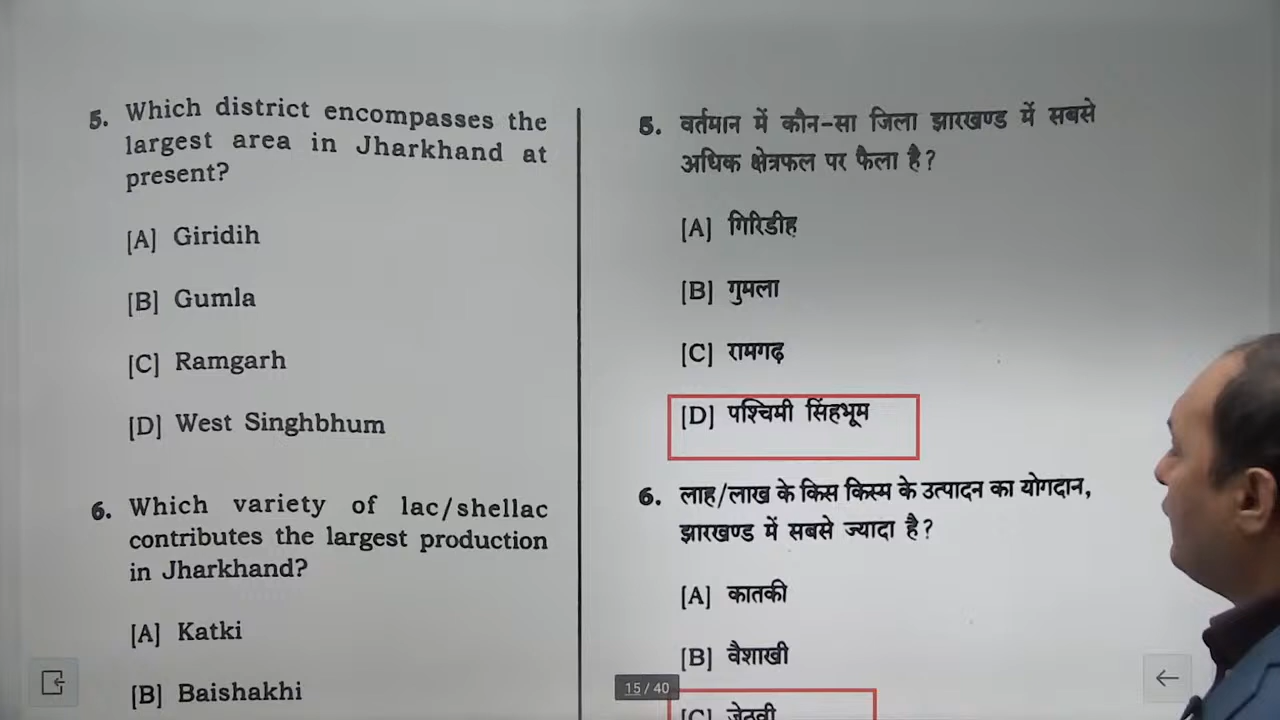 5. Which district encompasses the
largest area in Jharkhand at
present?
[A] Giridih
[B] Gumla
[C] Ramgarh
[D] West Singhbhum
6. Which variety of lac/shellac
contributes the largest production
in Jharkhand?
[A] Katki
[B] Baishakhi
5. वर्तमान में कौन-सा जिला झारखण्ड में सबसे
अधिक क्षेत्रफल पर फैला है?
[A] गिरिडीह
[B] गुमला
[C] रामगढ़
[D] पश्चिमी सिंहभूम
6. लाह/लाख के किस किस्म के उत्पादन का योगदान,
झारखण्ड में सबसे ज्यादा है?
[A] कातकी
[B] वैशाखी
[C] जेठवी
15 / 40